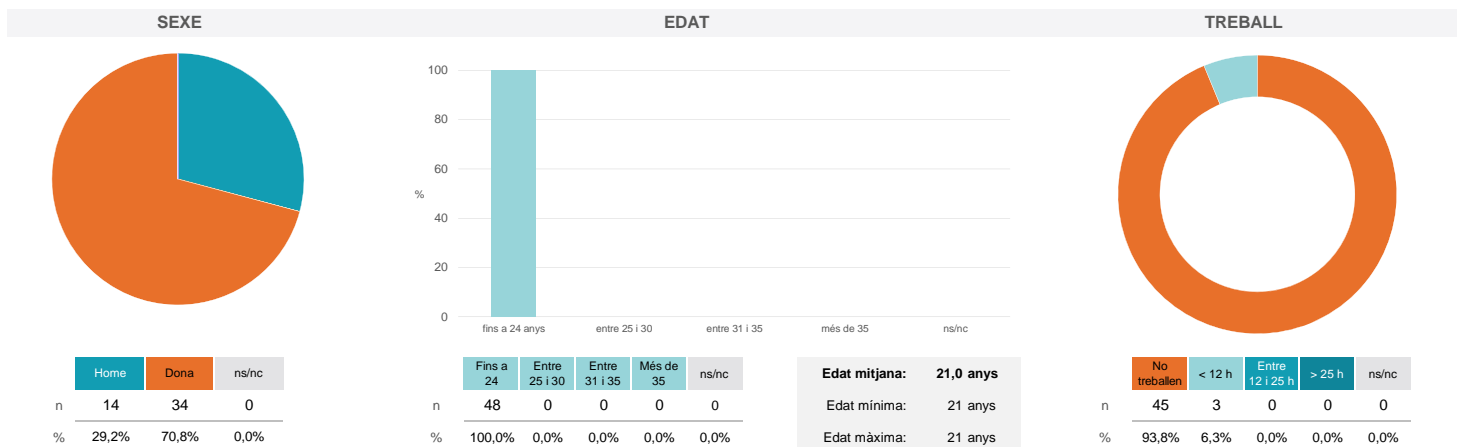 SEXE EDAT TREBALL
100
80
60
%
40
20
0
fins a 24 anys entre 25 i 30 entre 31 i 35 més de 35 ns/nc
Home Dona ns/nc
n 14 34 0
% 29,2% 70,8% 0,0%
Fins a 24 Entre 25 i 30 Entre 31 i 35 Més de 35 ns/nc
n 48 0 0 0 0
% 100,0% 0,0% 0,0% 0,0% 0,0%
Edat mitjana: 21,0 anys
Edat mínima: 21 anys
Edat màxima: 21 anys
No treballen < 12 h Entre 12 i 25 h > 25 h ns/nc
n 45 3 0 0 0
% 93,8% 6,3% 0,0% 0,0% 0,0%